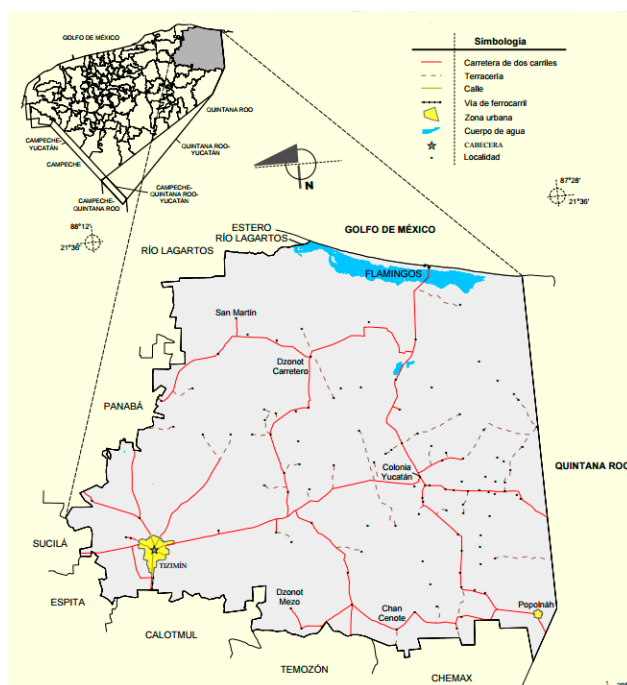 GOLFO DE MÉXICO
QUINTANA ROO
CAMPECHE-
YUCATÁN
CAMPECHE
QUINTANA ROO-
YUCATÁN
CAMPECHE-
QUINTANA ROO-
YUCATÁN
CAMPECHE-
QUINTANA ROO
Simbología
Carretera de dos carriles
Terracería
Calle
Vía de ferrocarril
Zona urbana
Cuerpo de agua
CABECERA
Localidad
N
87°28'
21°36'
88°12'
21°36'
ESTERO
RÍO LAGARTOS
RÍO LAGARTOS
GOLFO DE MÉXICO
FLAMINGOS
San Martín
Dzonot
Carretero
PANABÁ
Colonia
Yucatán
QUINTANA ROO
SUCILÁ
TIZIMÍN
ESPITA
Dzonot
Mezo
Chan
Cenote
Popolnáh
CALOTMUL
TEMOZÓN
CHEMAX